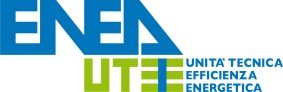 ENEA
UTEE
UNITA' TECNICA
EFFICIENZA
ENERGETICA